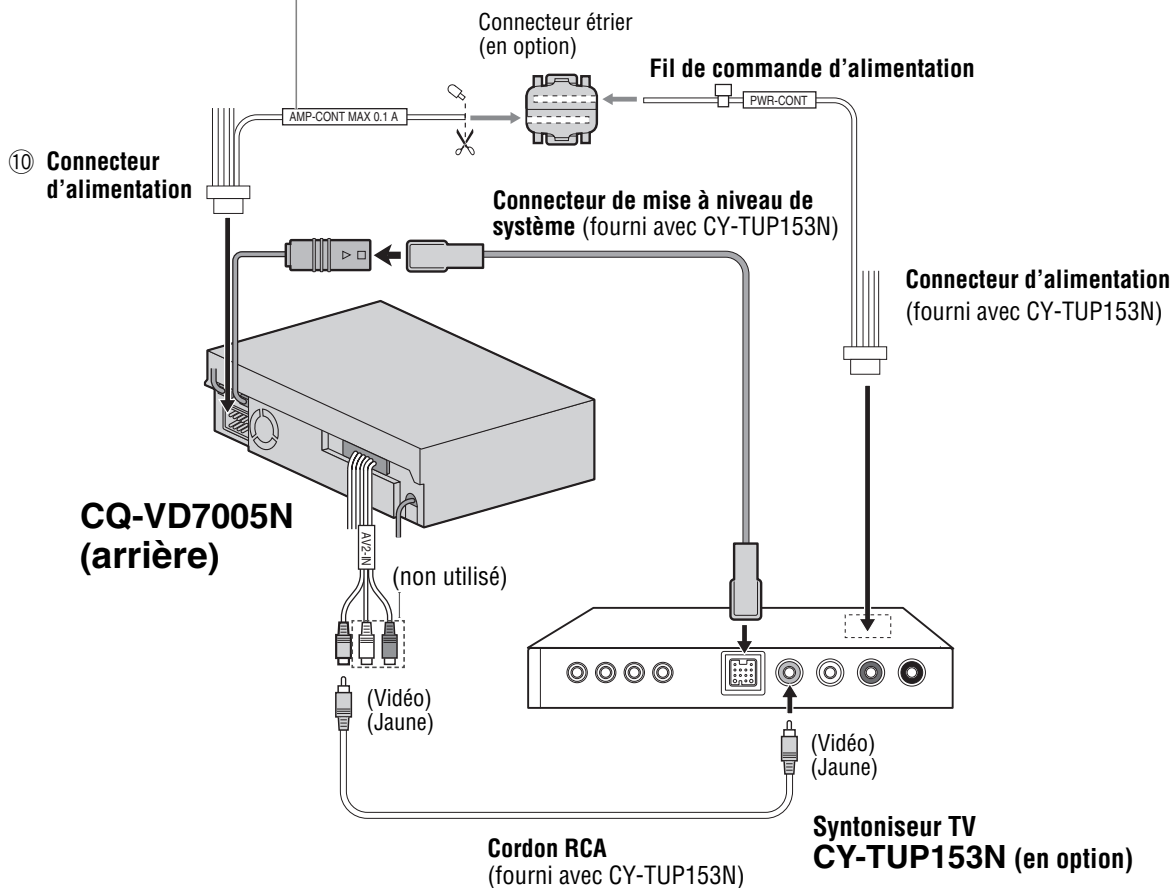 Connecteur étrier
(en option)
Fil de commande d'alimentation
AMP-CONT MAX 0.1 A
PWR-CONT
⑩ Connecteur
d'alimentation
Connecteur de mise à niveau de
système (fourni avec CY-TUP153N)
Connecteur d'alimentation
(fourni avec CY-TUP153N)
CQ-VD7005N
(arrière)
AV2-IN
(non utilisé)
(Vidéo)
(Jaune)
(Vidéo)
(Jaune)
Cordon RCA
(fourni avec CY-TUP153N)
Syntoniseur TV
CY-TUP153N (en option)